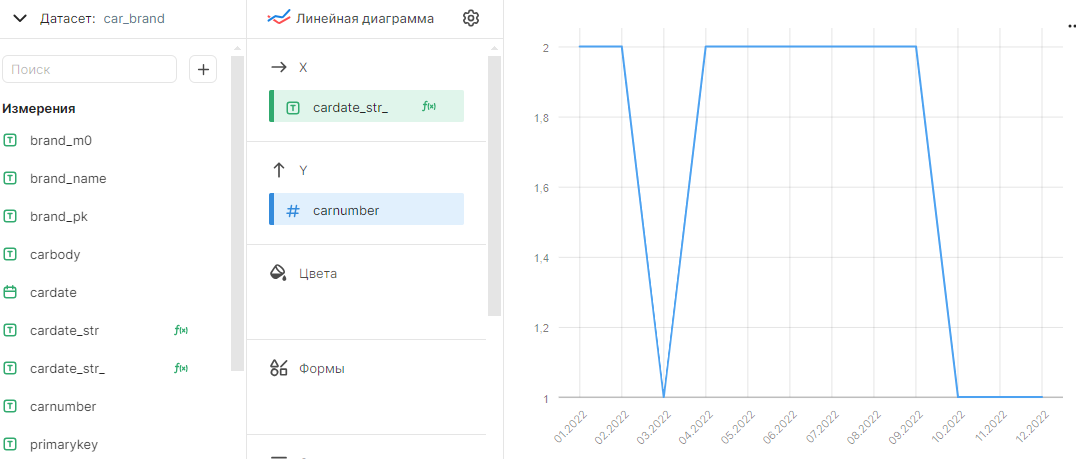 Датасет: car_brand
Поиск
Измерения
brand_m0
brand_name
brand_pk
carbody
cardate
cardate_str
cardate_str_
carnumber
primarykey
Линейная диаграмма
X
cardate_str_
Y
carnumber
Цвета
Формы
2
1,8
1,6
1,4
1,2
1
01.2022
02.2022
03.2022
04.2022
05.2022
06.2022
07.2022
08.2022
09.2022
10.2022
11.2022
12.2022